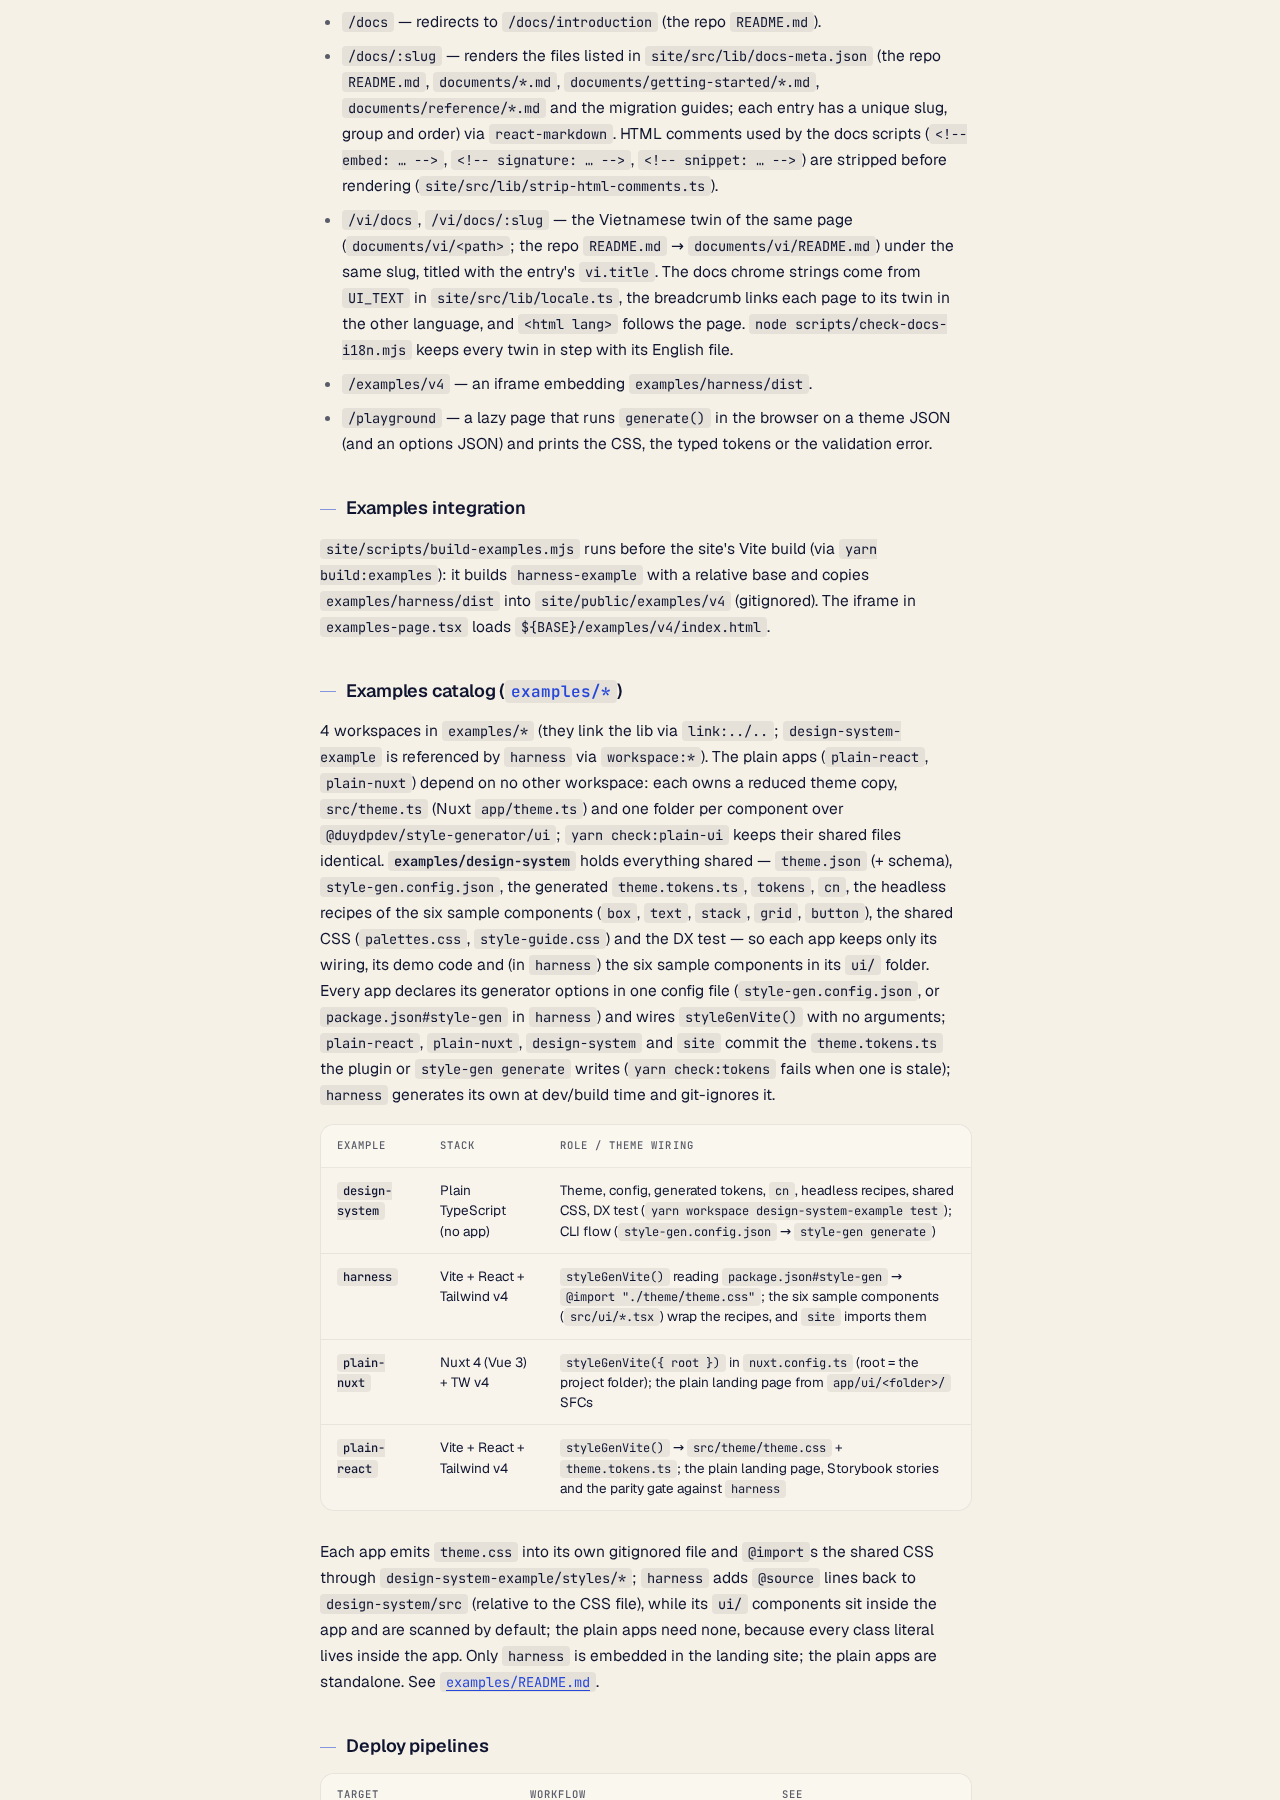 /docs — redirects to /docs/introduction (the repo README.md ).
/docs/:slug — renders the files listed in site/src/lib/docs-meta.json (the repo
README.md , documents/*.md , documents/getting-started/*.md ,
documents/reference/*.md and the migration guides; each entry has a unique slug,
group and order) via react-markdown . HTML comments used by the docs scripts ( <!--
embed: … --> , <!-- signature: … --> , <!-- snippet: … --> ) are stripped before
rendering ( site/src/lib/strip-html-comments.ts ).
/vi/docs , /vi/docs/:slug — the Vietnamese twin of the same page
( documents/vi/<path> ; the repo README.md → documents/vi/README.md ) under the
same slug, titled with the entry's vi.title . The docs chrome strings come from
UI_TEXT in site/src/lib/locale.ts , the breadcrumb links each page to its twin in
the other language, and <html lang> follows the page. node scripts/check-docs-
i18n.mjs keeps every twin in step with its English file.
/examples/v4 — an iframe embedding examples/harness/dist .
/playground — a lazy page that runs generate() in the browser on a theme JSON
(and an options JSON) and prints the CSS, the typed tokens or the validation error.
— Examples integration
site/scripts/build-examples.mjs runs before the site's Vite build (via yarn
build:examples ): it builds harness-example with a relative base and copies
examples/harness/dist into site/public/examples/v4 (gitignored). The iframe in
examples-page.tsx loads ${BASE}/examples/v4/index.html .
— Examples catalog ( examples/* )
4 workspaces in examples/* (they link the lib via link:../.. ; design-system-
example is referenced by harness via workspace:* ). The plain apps ( plain-react ,
plain-nuxt ) depend on no other workspace: each owns a reduced theme copy,
src/theme.ts (Nuxt app/theme.ts ) and one folder per component over
@duydpdev/style-generator/ui ; yarn check:plain-ui keeps their shared files
identical. examples/design-system holds everything shared — theme.json (+ schema),
style-gen.config.json , the generated theme.tokens.ts , tokens , cn , the headless
recipes of the six sample components ( box , text , stack , grid , button ), the shared
CSS ( palettes.css , style-guide.css ) and the DX test — so each app keeps only its
wiring, its demo code and (in harness ) the six sample components in its ui/ folder.
Every app declares its generator options in one config file ( style-gen.config.json , or
package.json#style-gen in harness ) and wires styleGenVite() with no arguments;
plain-react , plain-nuxt , design-system and site commit the theme.tokens.ts
the plugin or style-gen generate writes ( yarn check:tokens fails when one is stale);
harness generates its own at dev/build time and git-ignores it.
EXAMPLE STACK ROLE / THEME WIRING
design- Plain Theme, config, generated tokens, cn , headless recipes, shared
system TypeScript CSS, DX test ( yarn workspace design-system-example test );
(no app) CLI flow ( style-gen.config.json → style-gen generate )
harness Vite + React + styleGenVite() reading package.json#style-gen →
Tailwind v4 @import "./theme/theme.css" ; the six sample components
( src/ui/*.tsx ) wrap the recipes, and site imports them
plain- Nuxt 4 (Vue 3) styleGenVite({ root }) in nuxt.config.ts (root = the
nuxt + TW v4 project folder); the plain landing page from app/ui/<folder>/
SFCs
plain- Vite + React + styleGenVite() → src/theme/theme.css +
react Tailwind v4 theme.tokens.ts ; the plain landing page, Storybook stories
and the parity gate against harness
Each app emits theme.css into its own gitignored file and @import s the shared CSS
through design-system-example/styles/* ; harness adds @source lines back to
design-system/src (relative to the CSS file), while its ui/ components sit inside the
app and are scanned by default; the plain apps need none, because every class literal
lives inside the app. Only harness is embedded in the landing site; the plain apps are
standalone. See examples/README.md .
— Deploy pipelines
TARGET WORKFLOW SEE